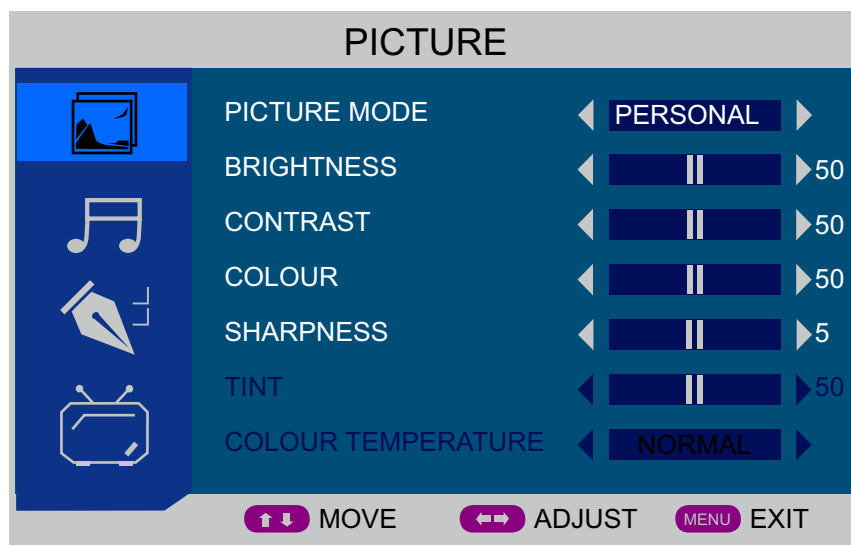 PICTURE
PICTURE MODE PERSONAL
BRIGHTNESS 50
CONTRAST 50
COLOUR 50
SHARPNESS 5
TINT 50
COLOUR TEMPERATURE NORMAL
MOVE ADJUST MENU EXIT